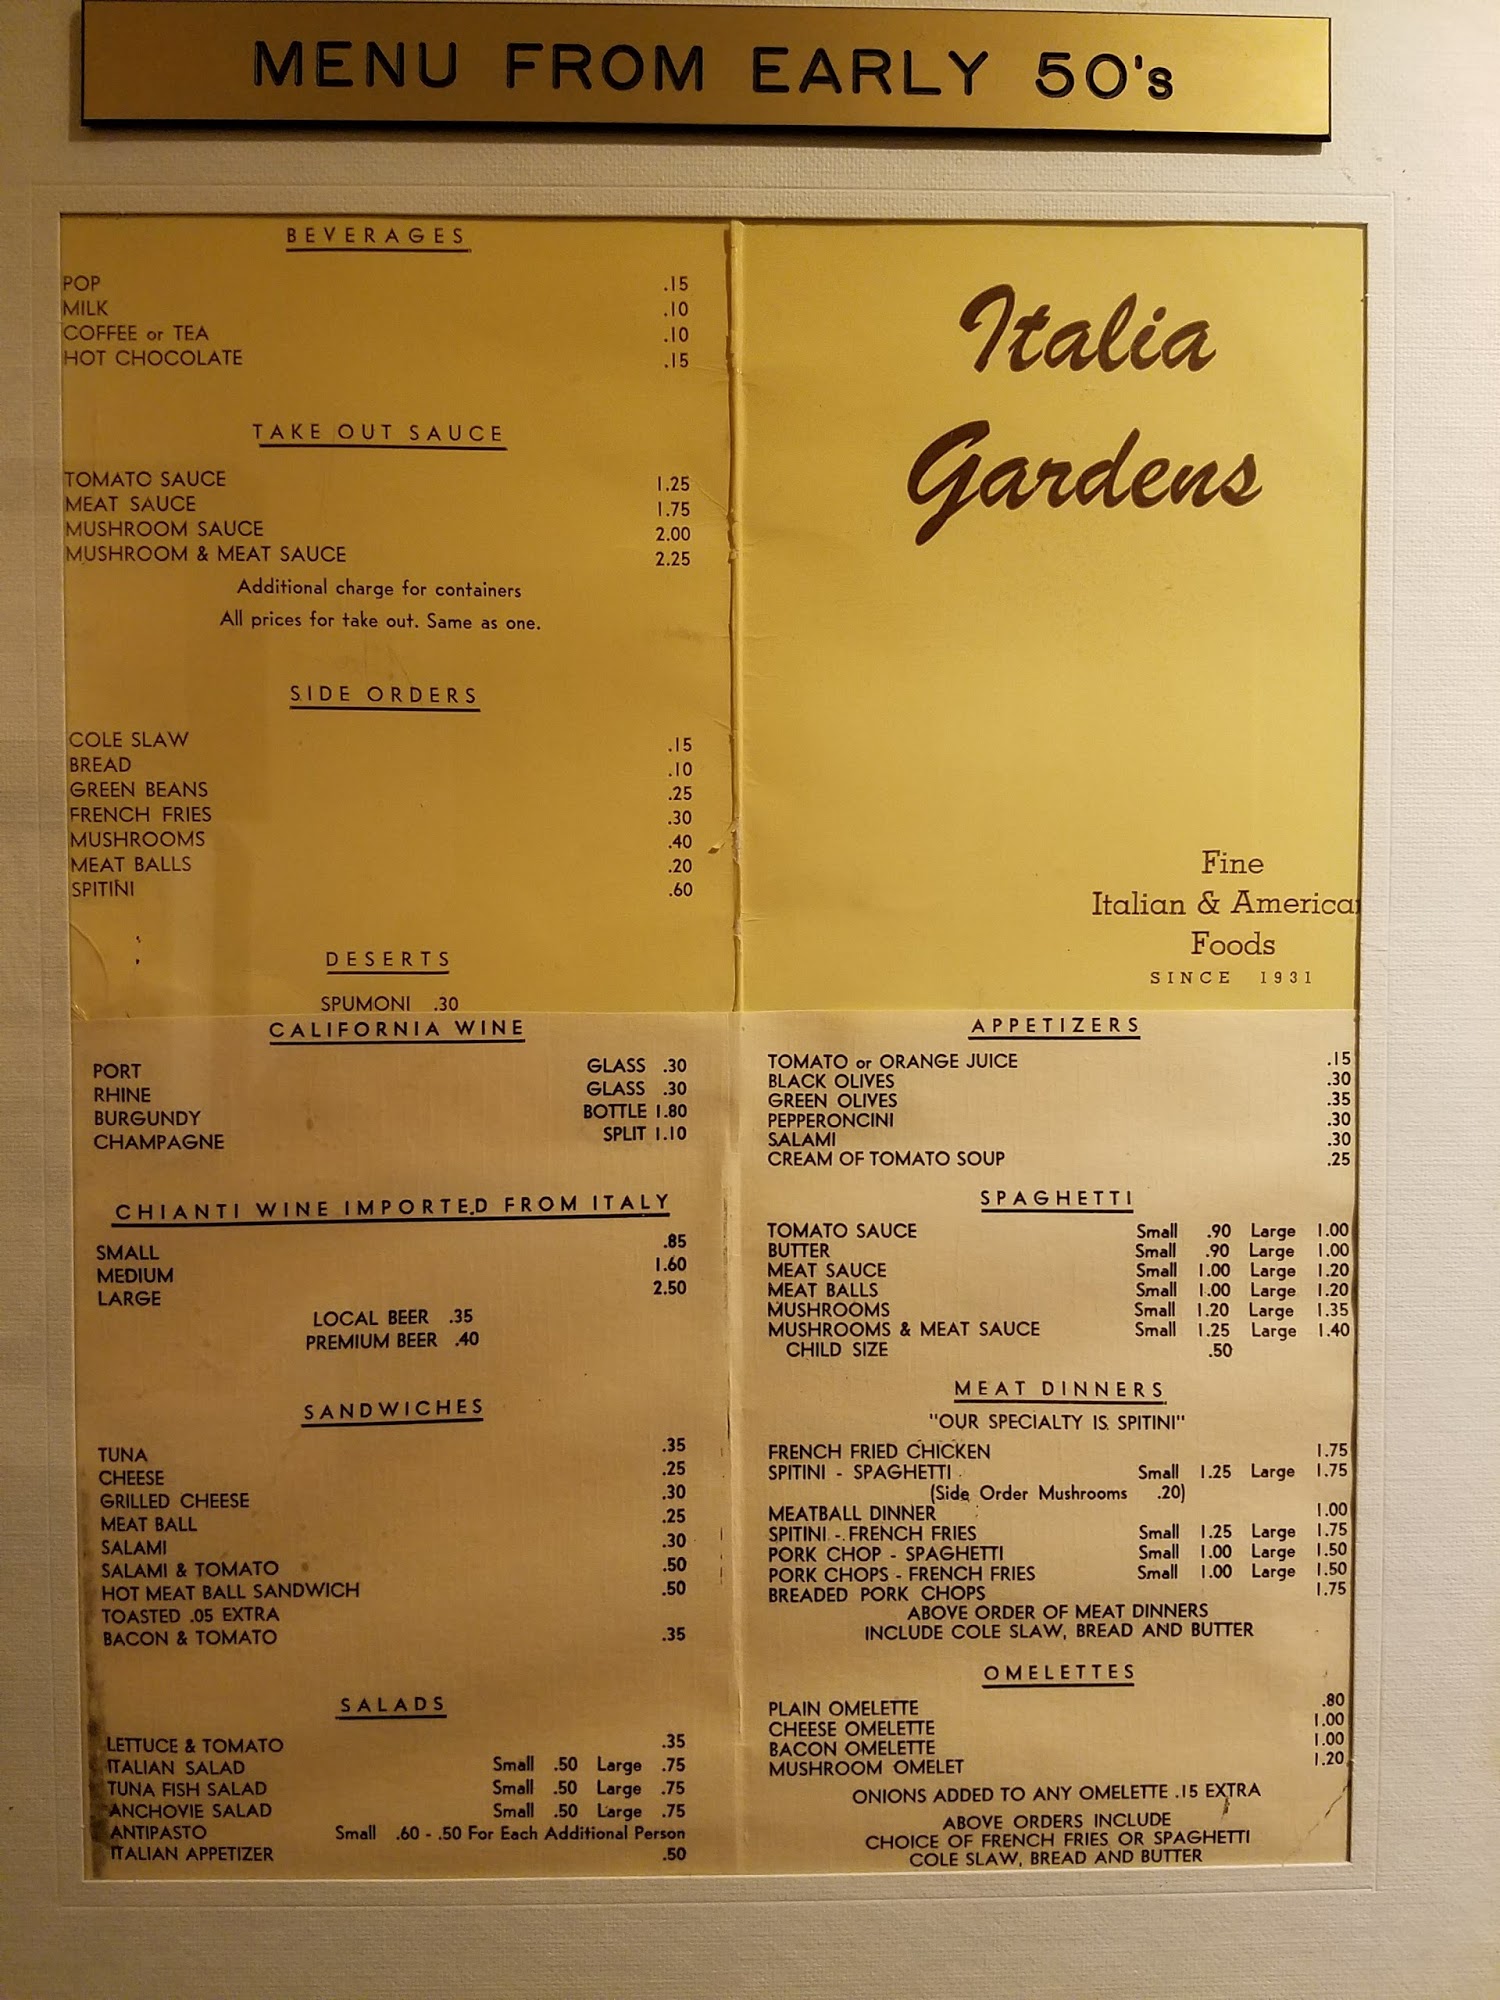 MENU FROM EARLY 50's
BEVERAGES
POP .15
MILK .10
COFFEE or TEA .10
HOT CHOCOLATE .15
TAKE OUT SAUCE
TOMATO SAUCE 1.25
MEAT SAUCE 1.75
MUSHROOM SAUCE 2.00
MUSHROOM & MEAT SAUCE 2.25
Additional charge for containers
All prices for take out. Same as one.
SIDE ORDERS
COLE SLAW .15
BREAD .10
GREEN BEANS .25
FRENCH FRIES .30
MUSHROOMS .40
MEAT BALLS .20
SPITINI .60
DESERTS
SPUMONI .30
Italia
Gardens
Fine
Italian & America
Foods
SINCE 1931
CALIFORNIA WINE
PORT GLASS .30
RHINE GLASS .30
BURGUNDY BOTTLE 1.80
CHAMPAGNE SPLIT 1.10
CHIANTI WINE IMPORTED FROM ITALY
SMALL .85
MEDIUM 1.60
LARGE 2.50
LOCAL BEER .35
PREMIUM BEER .40
SANDWICHES
TUNA .35
CHEESE .25
GRILLED CHEESE .30
MEAT BALL .25
SALAMI .30
SALAMI & TOMATO .50
HOT MEAT BALL SANDWICH .50
TOASTED .05 EXTRA
BACON & TOMATO .35
SALADS
LETTUCE & TOMATO .35
ITALIAN SALAD Small .50 Large .75
TUNA FISH SALAD Small .50 Large .75
ANCHOVIE SALAD Small .50 Large .75
ANTIPASTO Small .60 - .50 For Each Additional Person
ITALIAN APPETIZER .50
APPETIZERS
TOMATO or ORANGE JUICE .15
BLACK OLIVES .30
GREEN OLIVES .35
PEPPERONCINI .30
SALAMI .30
CREAM OF TOMATO SOUP .25
SPAGHETTI
TOMATO SAUCE Small .90 Large 1.00
BUTTER Small .90 Large 1.00
MEAT SAUCE Small 1.00 Large 1.20
MEAT BALLS Small 1.00 Large 1.20
MUSHROOMS Small 1.20 Large 1.35
MUSHROOMS & MEAT SAUCE Small 1.25 Large 1.40
CHILD SIZE .50
MEAT DINNERS
"OUR SPECIALTY IS SPITINI"
FRENCH FRIED CHICKEN 1.75
SPITINI - SPAGHETTI Small 1.25 Large 1.75
(Side Order Mushrooms .20)
MEATBALL DINNER 1.00
SPITINI - FRENCH FRIES Small 1.25 Large 1.75
PORK CHOP - SPAGHETTI Small 1.00 Large 1.50
PORK CHOPS - FRENCH FRIES Small 1.00 Large 1.50
BREADED PORK CHOPS 1.75
ABOVE ORDER OF MEAT DINNERS
INCLUDE COLE SLAW, BREAD AND BUTTER
OMELETTES
PLAIN OMELETTE .80
CHEESE OMELETTE 1.00
BACON OMELETTE 1.00
MUSHROOM OMELET 1.20
ONIONS ADDED TO ANY OMELETTE .15 EXTRA
ABOVE ORDERS INCLUDE
CHOICE OF FRENCH FRIES OR SPAGHETTI
COLE SLAW, BREAD AND BUTTER